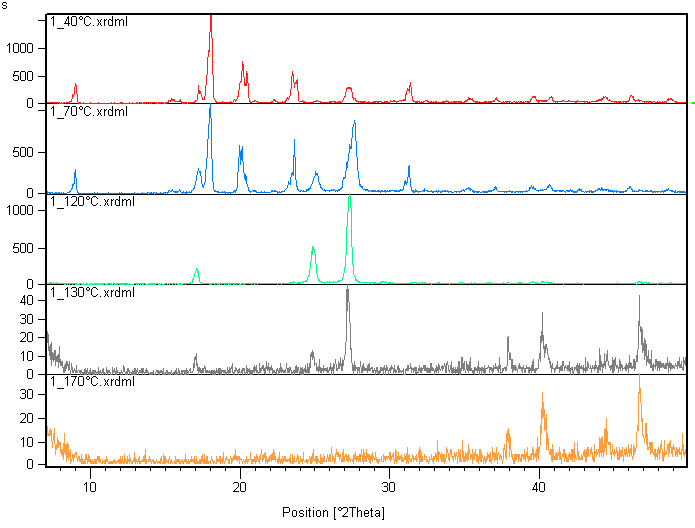 s
1_40°C.xrdml
1000
500
0
1_70°C.xrdml
500
0
1_120°C.xrdml
1000
500
0
1_130°C.xrdml
40
30
20
10
0
1_170°C.xrdml
30
20
10
0
10 20 30 40
Position [°2Theta]